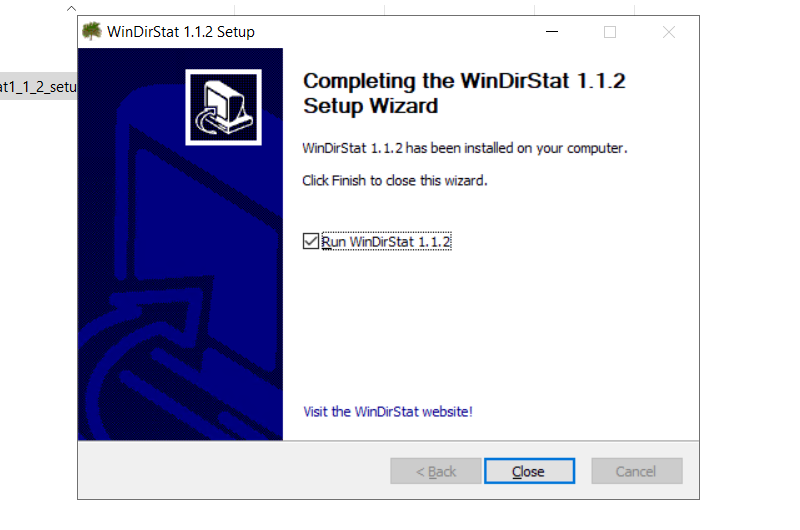 WinDirStat 1.1.2 Setup
at1_1_2_setu
Completing the WinDirStat 1.1.2
Setup Wizard
WinDirStat 1.1.2 has been installed on your computer.
Click Finish to close this wizard.
Run WinDirStat 1.1.2
Visit the WinDirStat website!
< Back Close Cancel